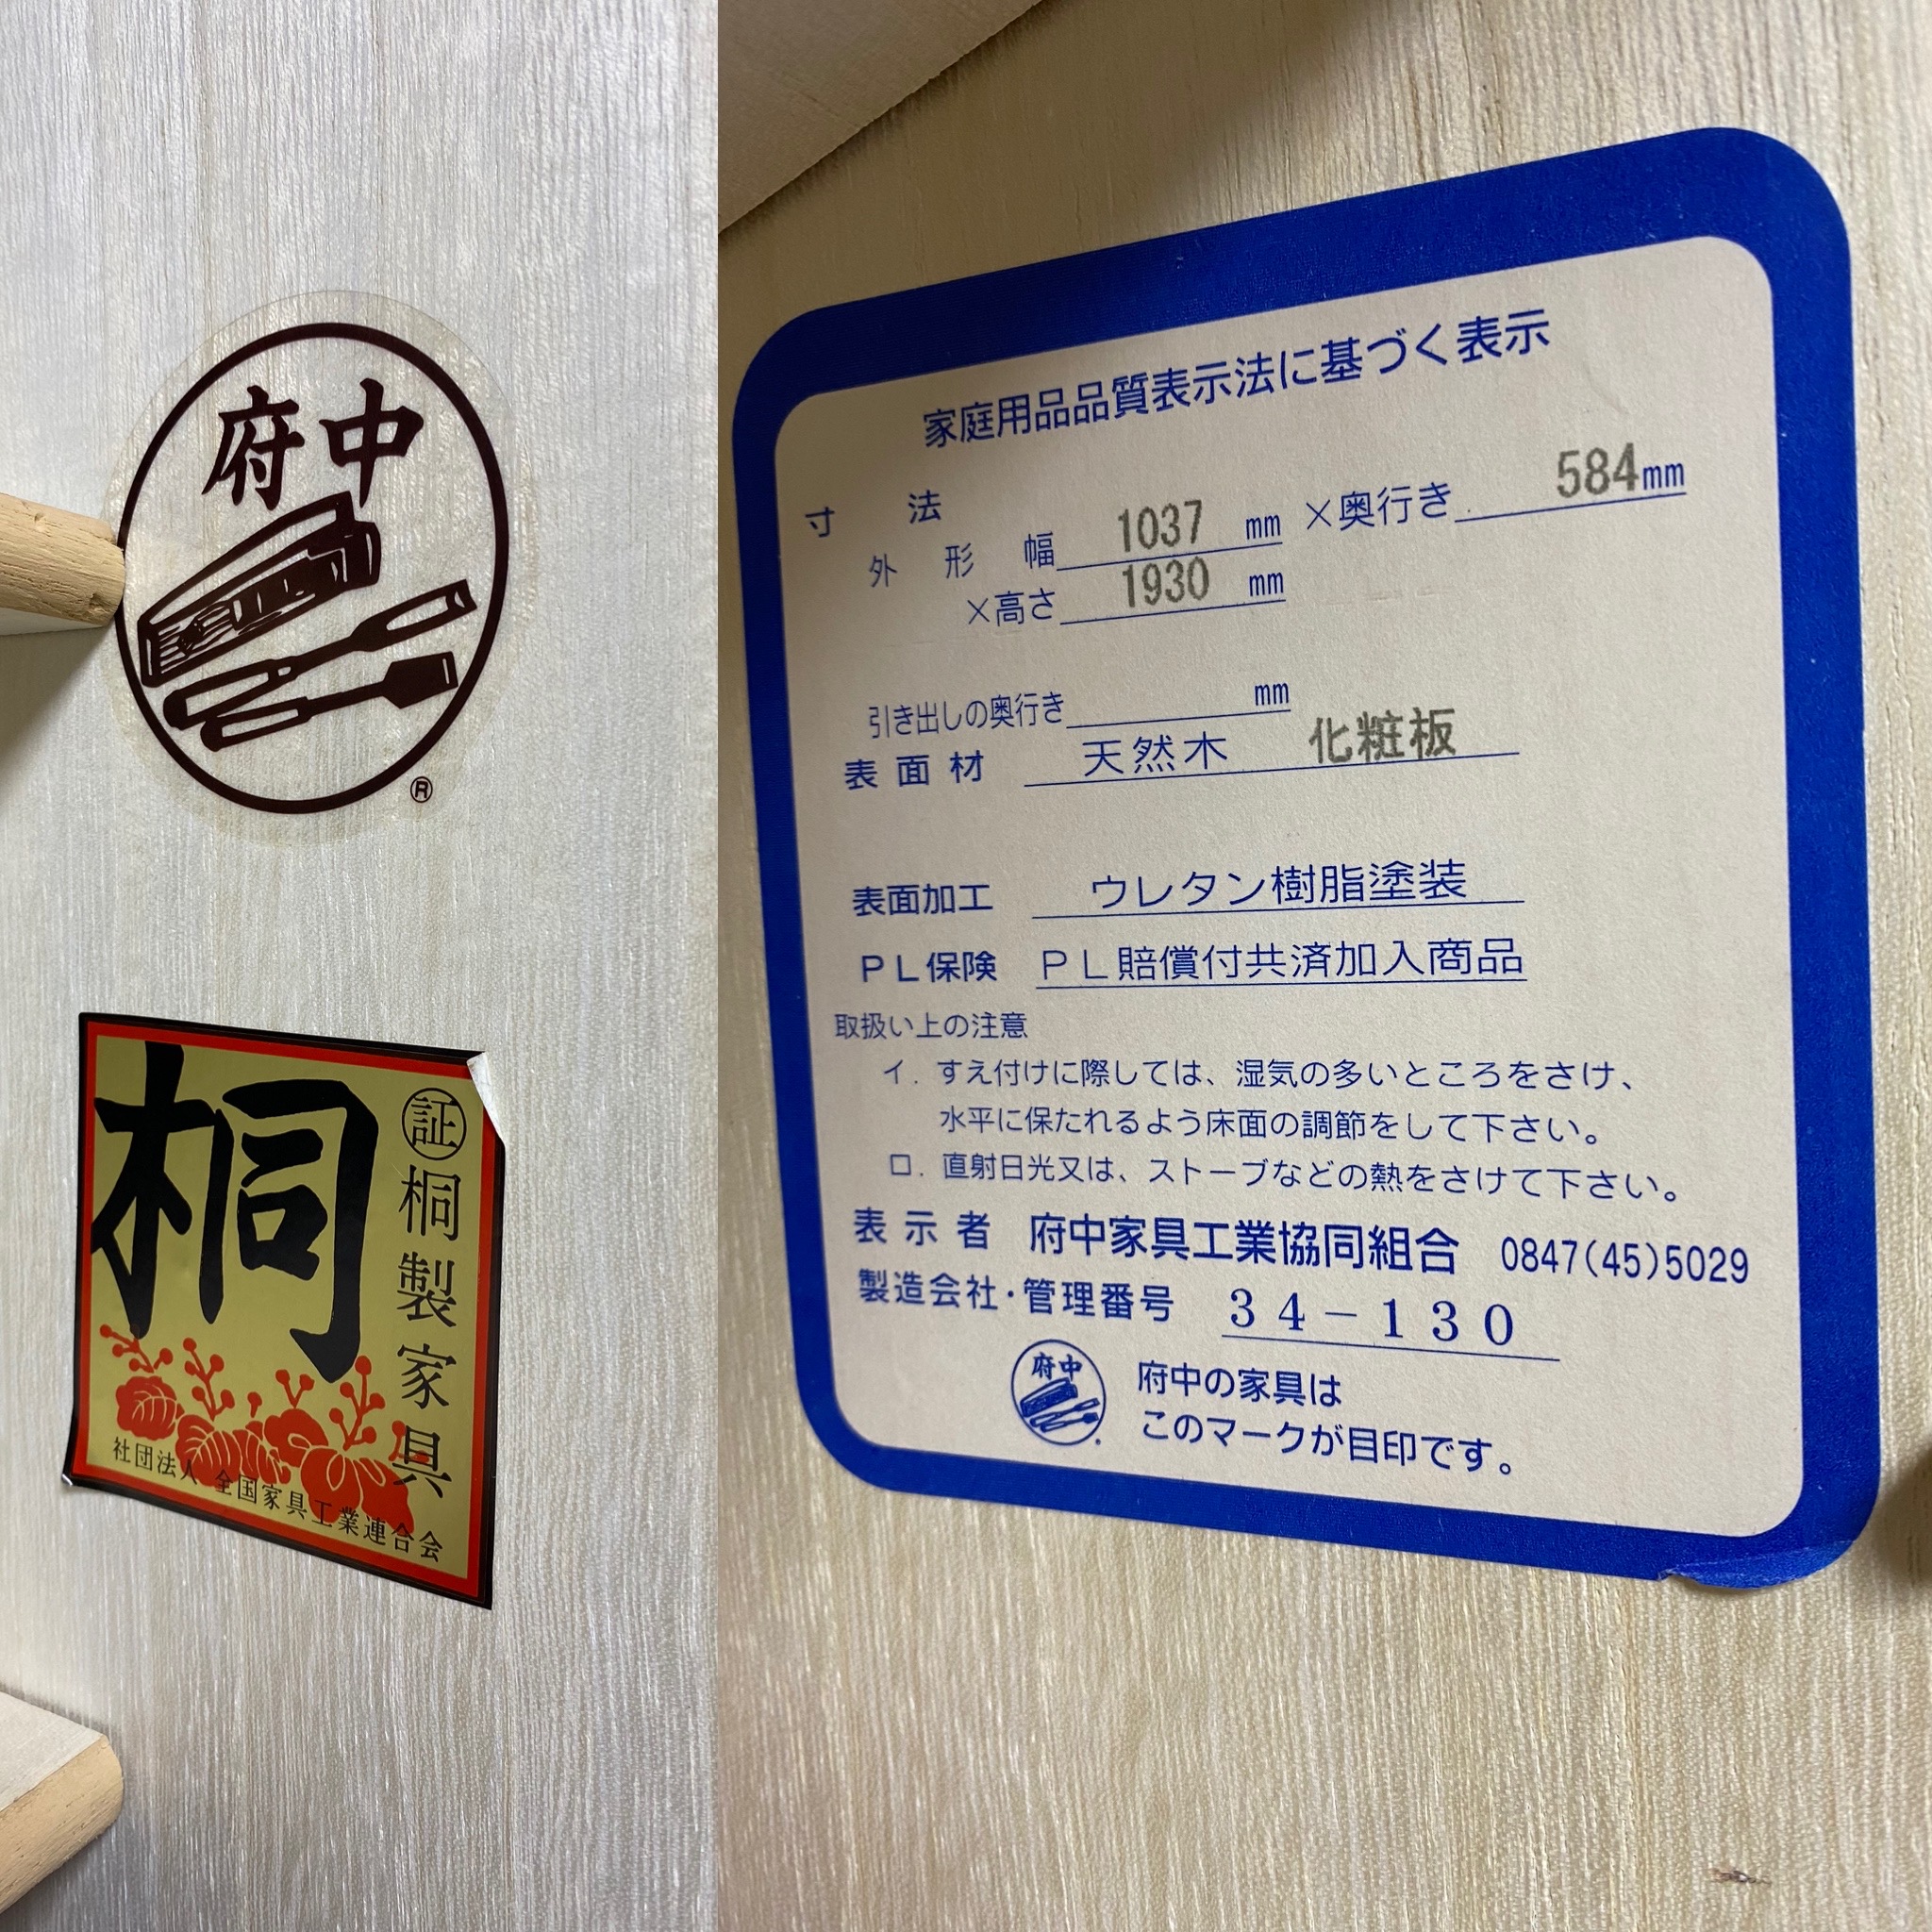 府中
®
桐
証
桐製家具
社団法人 全国家具工業連合会
家庭用品品質表示法に基づく表示
寸法
外形 幅 1037 mm ×奥行き 584mm
×高さ 1930 mm
引き出しの奥行き mm
表面材 天然木 化粧板
表面加工 ウレタン樹脂塗装
PL保険 PL賠償付共済加入商品
取扱い上の注意
イ. すえ付けに際しては、湿気の多いところをさけ、
水平に保たれるよう床面の調節をして下さい。
ロ. 直射日光又は、ストーブなどの熱をさけて下さい。
表示者 府中家具工業協同組合 0847(45)5029
製造会社・管理番号 34-130
府中
府中の家具は
このマークが目印です。